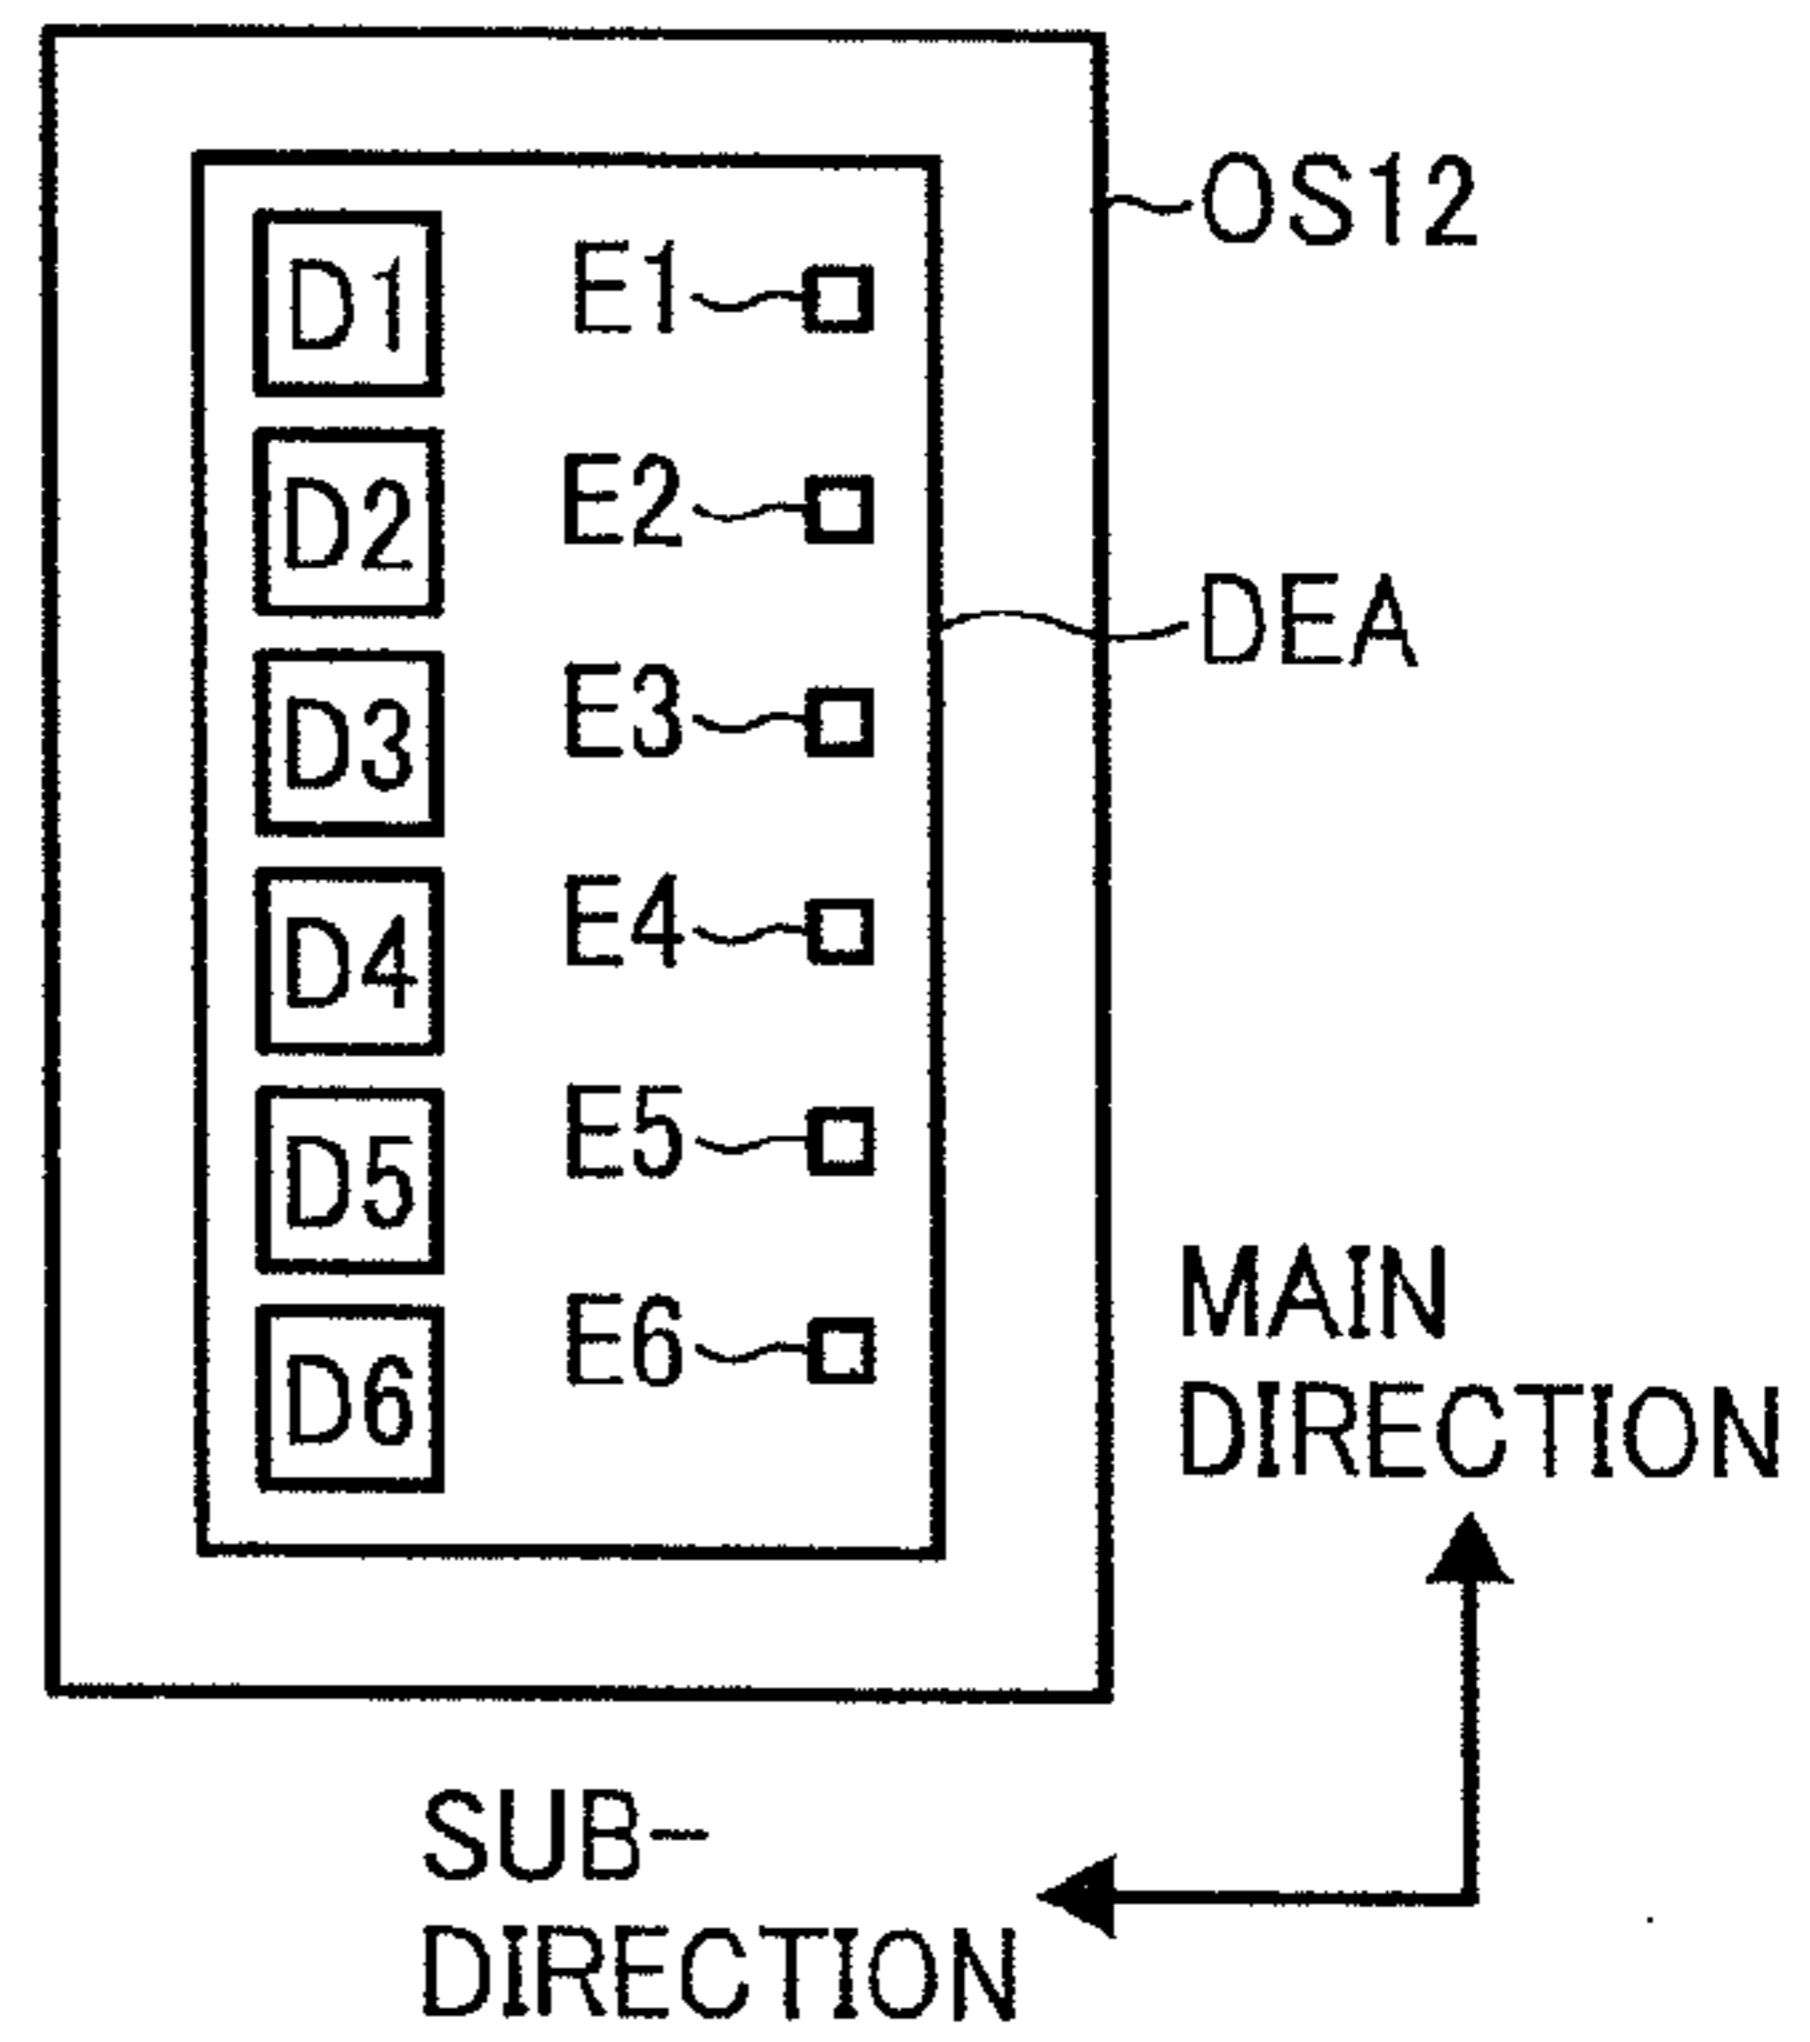 OS12
D1 E1
D2 E2
DEA
D3 E3
D4 E4
D5 E5
D6 E6
MAIN
DIRECTION
SUB-
DIRECTION